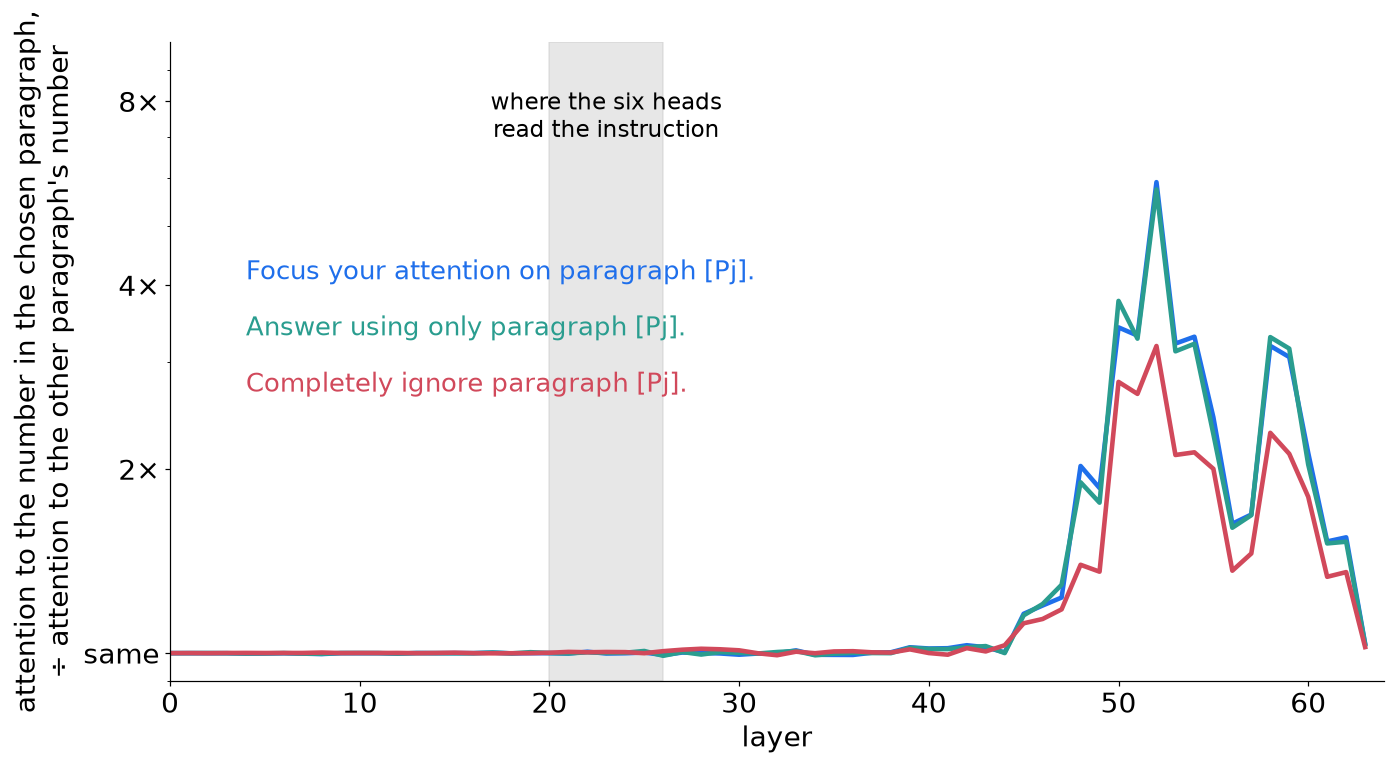 attention to the number in the chosen paragraph,
÷ attention to the other paragraph's number
8×
4×
2×
same
where the six heads
read the instruction
Focus your attention on paragraph [Pj].
Answer using only paragraph [Pj].
Completely ignore paragraph [Pj].
0 10 20 30 40 50 60
layer